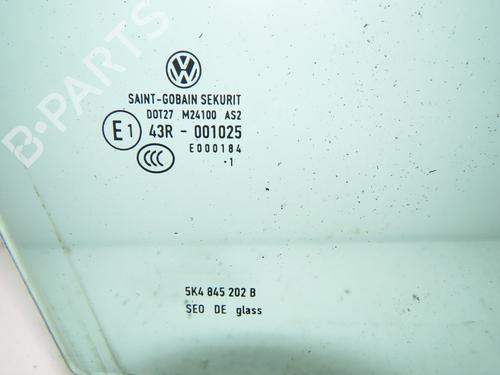 B-PARTS
SAINT-GOBAIN SEKURIT
DOT27 M24100 AS2
E1 43R - 001025
E000184
CCC
·1
5K4 845 202 B
SEO DE glass